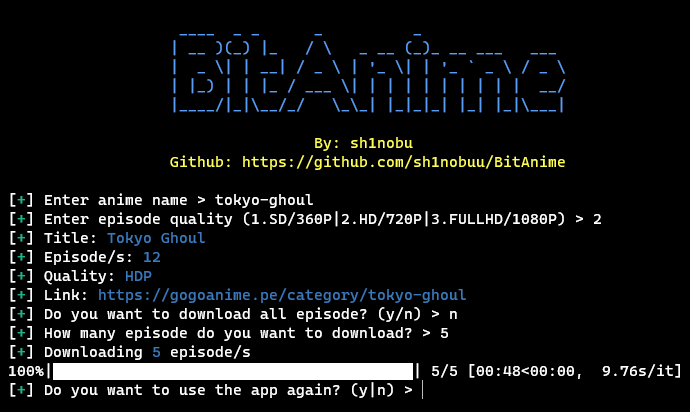 BitAnime
By: sh1nobu
Github: https://github.com/sh1nobuu/BitAnime
[+] Enter anime name > tokyo-ghoul
[+] Enter episode quality (1.SD/360P|2.HD/720P|3.FULLHD/1080P) > 2
[+] Title: Tokyo Ghoul
[+] Episode/s: 12
[+] Quality: HDP
[+] Link: https://gogoanime.pe/category/tokyo-ghoul
[+] Do you want to download all episode? (y/n) > n
[+] How many episode do you want to download? > 5
[+] Downloading 5 episode/s
100%| | 5/5 [00:48<00:00, 9.76s/it]
[+] Do you want to use the app again? (y|n) >